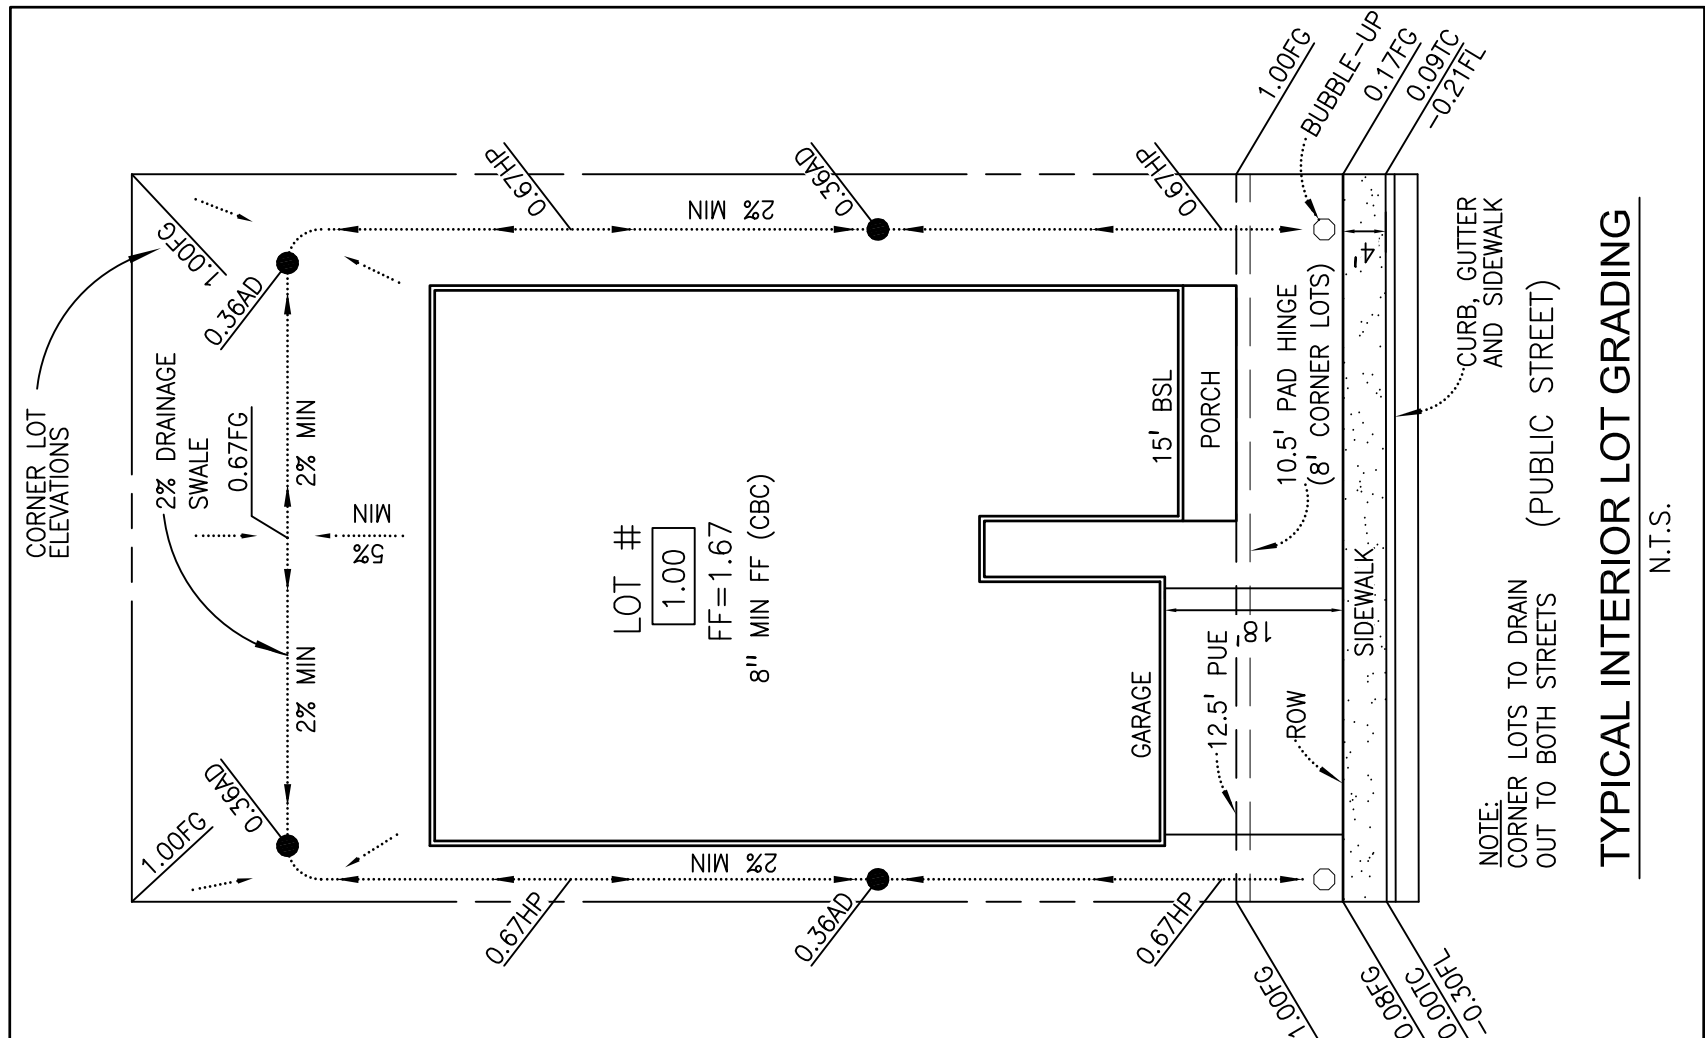 CORNER LOT
ELEVATIONS
1.00FG
0.36AD
2% DRAINAGE
SWALE
0.67FG
2% MIN
2% MIN
5%
MIN
1.00FG
0.36AD
0.67HP
2% MIN
0.36AD
0.67HP
0.67HP
2% MIN
0.36AD
0.67HP
LOT #
1.00
FF=1.67
8" MIN FF (CBC)
15' BSL
PORCH
GARAGE
10.5' PAD HINGE
(8' CORNER LOTS)
12.5' PUE
18'
ROW
SIDEWALK
4'
1.00FG
BUBBLE-UP
0.17FG
0.09TC
-0.21FL
1.00FG
0.08FG
0.00TC
-0.30FL
CURB, GUTTER
AND SIDEWALK
(PUBLIC STREET)
NOTE:
CORNER LOTS TO DRAIN
OUT TO BOTH STREETS
TYPICAL INTERIOR LOT GRADING
N.T.S.